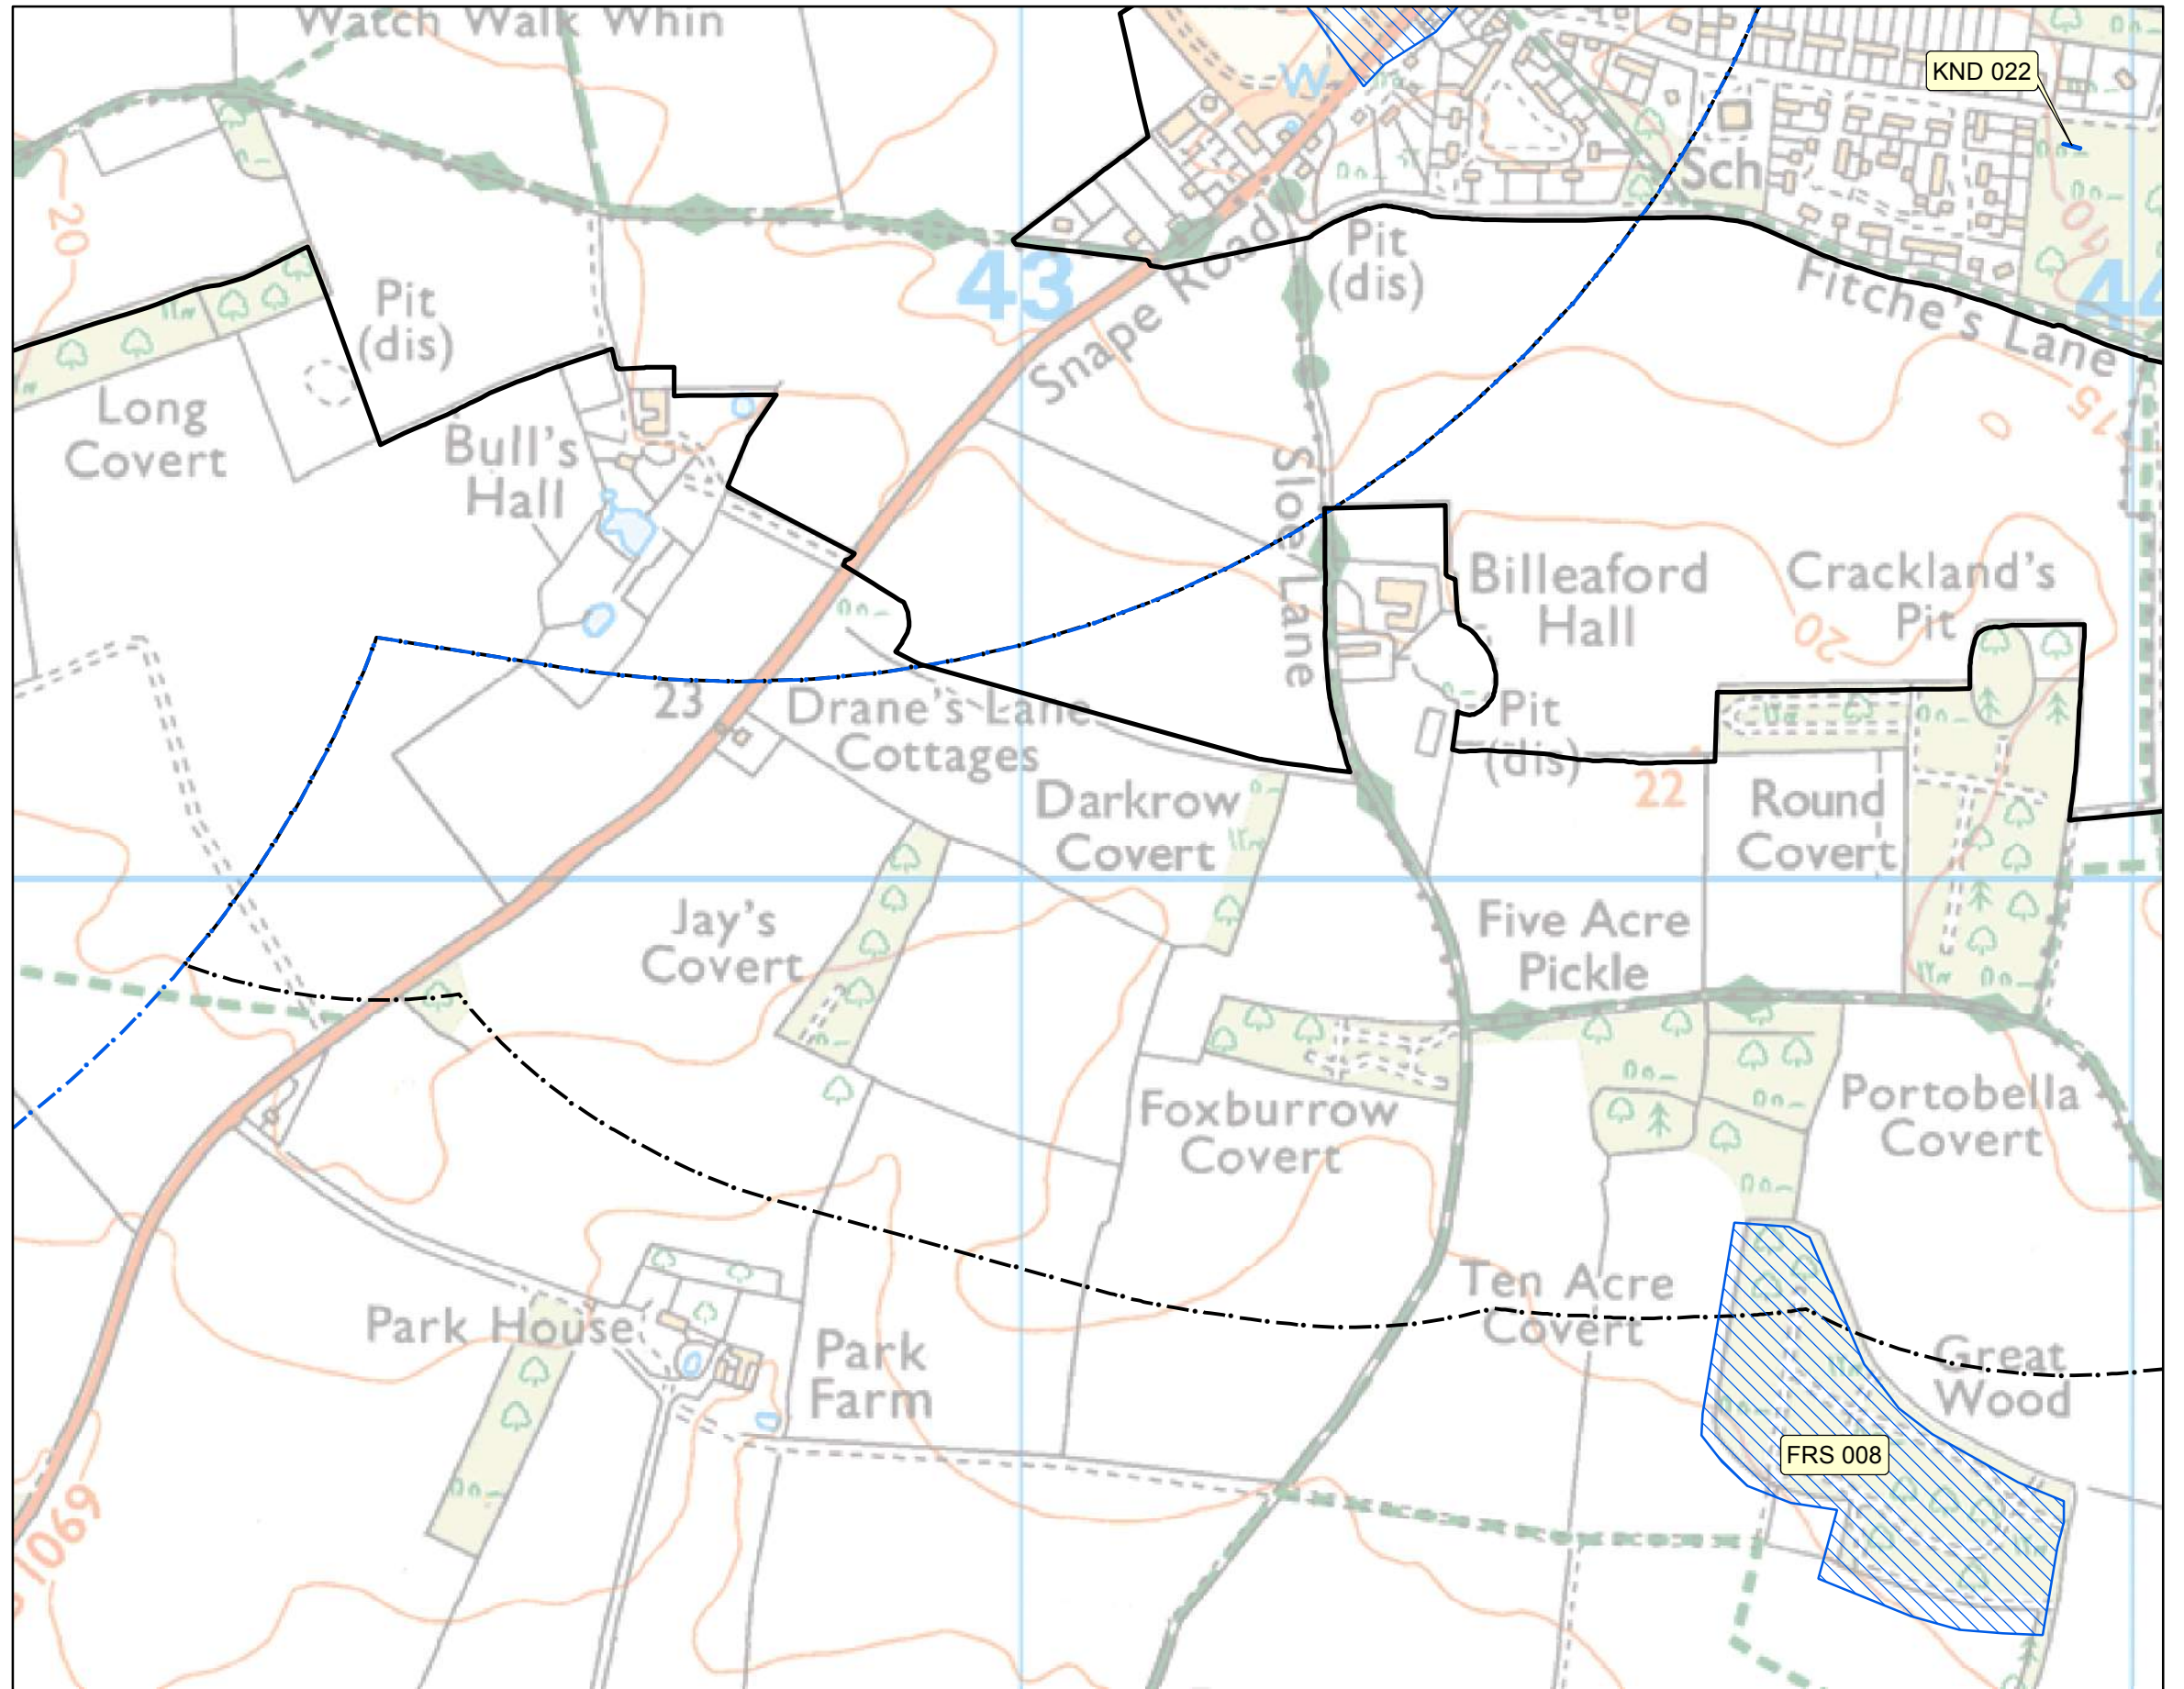 Watch Walk Whin
KND 022
W
Sch
20
10
Pit
(dis)
43
44
Snape Road
Pit
(dis)
Fitche's Lane
15
Long
Covert
Bull's
Hall
Sloe Lane
Billeaford
Hall
Crackland's
Pit
20
23
Drane's Lane
Cottages
Pit
(dis)
22
Darkrow
Covert
Round
Covert
Jay's
Covert
Five Acre
Pickle
Foxburrow
Covert
Portobella
Covert
Ten Acre
Covert
Park House
Park
Farm
Great
Wood
FRS 008
1069